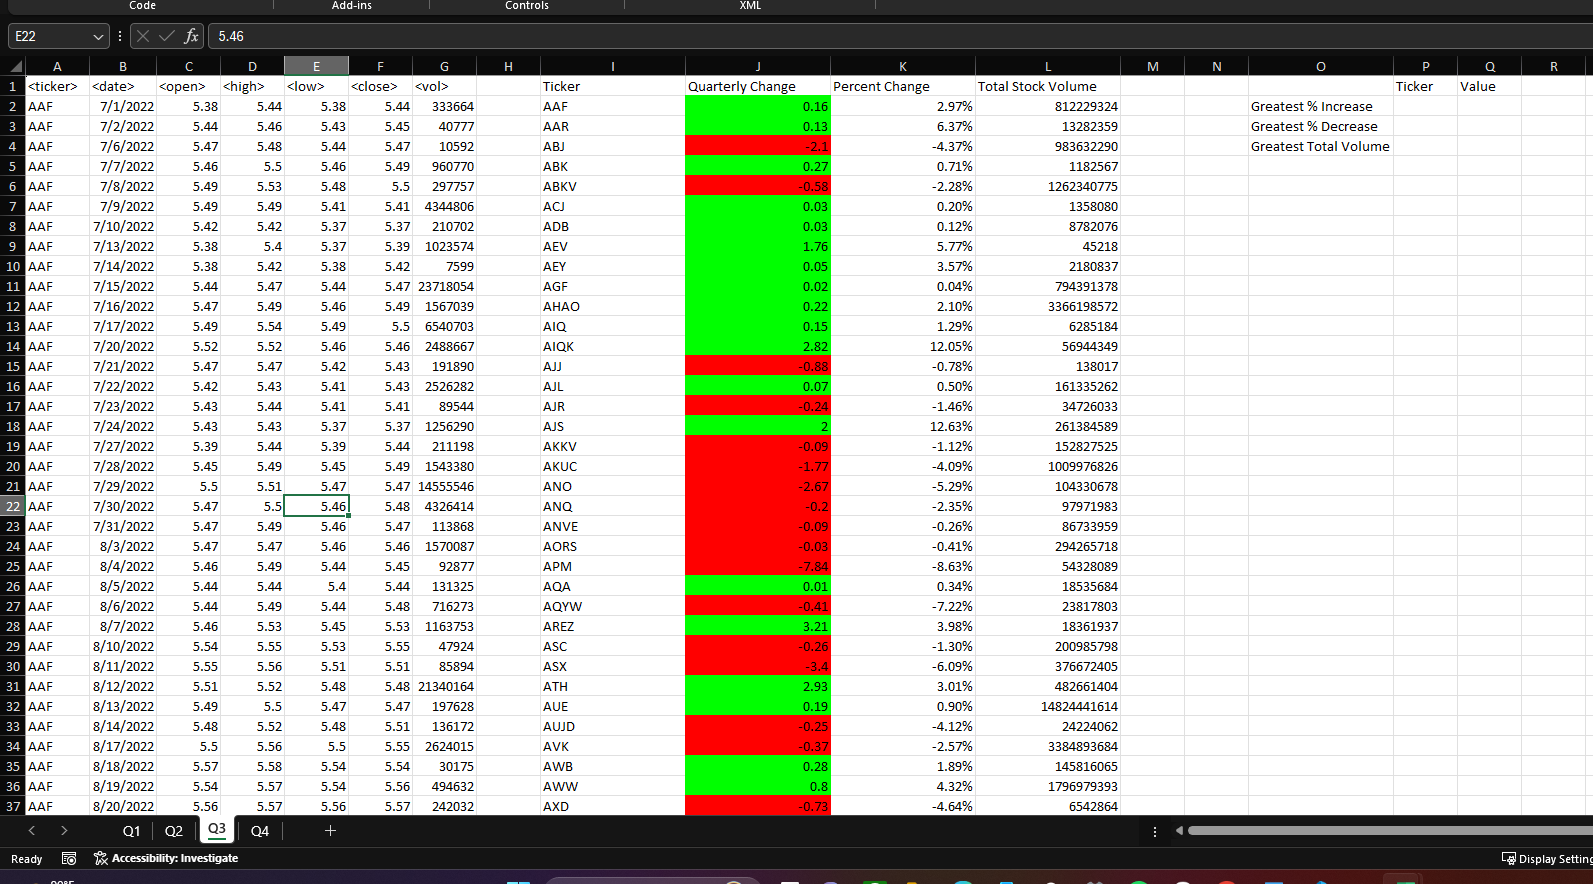 Code Add-ins Controls XML
E22 fx 5.46
A B C D E F G H I J K L M N O P Q R
1 <ticker> <date> <open> <high> <low> <close> <vol> Ticker Quarterly Change Percent Change Total Stock Volume Ticker Value
2 AAF 7/1/2022 5.38 5.44 5.38 5.44 333664 AAF 0.16 2.97% 812229324 Greatest % Increase
3 AAF 7/2/2022 5.44 5.46 5.43 5.45 40777 AAR 0.13 6.37% 13282359 Greatest % Decrease
4 AAF 7/6/2022 5.47 5.48 5.44 5.47 10592 ABJ -2.1 -4.37% 983632290 Greatest Total Volume
5 AAF 7/7/2022 5.46 5.5 5.46 5.49 960770 ABK 0.27 0.71% 1182567
6 AAF 7/8/2022 5.49 5.53 5.48 5.5 297757 ABKV -0.58 -2.28% 1262340775
7 AAF 7/9/2022 5.49 5.49 5.41 5.41 4344806 ACJ 0.03 0.20% 1358080
8 AAF 7/10/2022 5.42 5.42 5.37 5.37 210702 ADB 0.03 0.12% 8782076
9 AAF 7/13/2022 5.38 5.4 5.37 5.39 1023574 AEV 1.76 5.77% 45218
10 AAF 7/14/2022 5.38 5.42 5.38 5.42 7599 AEY 0.05 3.57% 2180837
11 AAF 7/15/2022 5.44 5.47 5.44 5.47 23718054 AGF 0.02 0.04% 794391378
12 AAF 7/16/2022 5.47 5.49 5.46 5.49 1567039 AHAO 0.22 2.10% 3366198572
13 AAF 7/17/2022 5.49 5.54 5.49 5.5 6540703 AIQ 0.15 1.29% 6285184
14 AAF 7/20/2022 5.52 5.52 5.46 5.46 2488667 AIQK 2.82 12.05% 56944349
15 AAF 7/21/2022 5.47 5.47 5.42 5.43 191890 AJJ -0.88 -0.78% 138017
16 AAF 7/22/2022 5.42 5.43 5.41 5.43 2526282 AJL 0.07 0.50% 161335262
17 AAF 7/23/2022 5.43 5.44 5.41 5.41 89544 AJR -0.24 -1.46% 34726033
18 AAF 7/24/2022 5.43 5.43 5.37 5.37 1256290 AJS 2 12.63% 261384589
19 AAF 7/27/2022 5.39 5.44 5.39 5.44 211198 AKKV -0.09 -1.12% 152827525
20 AAF 7/28/2022 5.45 5.49 5.45 5.49 1543380 AKUC -1.77 -4.09% 1009976826
21 AAF 7/29/2022 5.5 5.51 5.47 5.47 14555546 ANO -2.67 -5.29% 104330678
22 AAF 7/30/2022 5.47 5.5 5.46 5.48 4326414 ANQ -0.2 -2.35% 97971983
23 AAF 7/31/2022 5.47 5.49 5.46 5.47 113868 ANVE -0.09 -0.26% 86733959
24 AAF 8/3/2022 5.47 5.47 5.46 5.46 1570087 AORS -0.03 -0.41% 294265718
25 AAF 8/4/2022 5.46 5.49 5.44 5.45 92877 APM -7.84 -8.63% 54328089
26 AAF 8/5/2022 5.44 5.44 5.4 5.44 131325 AQA 0.01 0.34% 18535684
27 AAF 8/6/2022 5.44 5.49 5.44 5.48 716273 AQYW -0.41 -7.22% 23817803
28 AAF 8/7/2022 5.46 5.53 5.45 5.53 1163753 AREZ 3.21 3.98% 18361937
29 AAF 8/10/2022 5.54 5.55 5.53 5.55 47924 ASC -0.26 -1.30% 200985798
30 AAF 8/11/2022 5.55 5.56 5.51 5.51 85894 ASX -3.4 -6.09% 376672405
31 AAF 8/12/2022 5.51 5.52 5.48 5.48 21340164 ATH 2.93 3.01% 482661404
32 AAF 8/13/2022 5.49 5.5 5.47 5.47 197628 AUE 0.19 0.90% 14824441614
33 AAF 8/14/2022 5.48 5.52 5.48 5.51 136172 AUJD -0.25 -4.12% 24224062
34 AAF 8/17/2022 5.5 5.56 5.5 5.55 2624015 AVK -0.37 -2.57% 3384893684
35 AAF 8/18/2022 5.57 5.58 5.54 5.54 30175 AWB 0.28 1.89% 145816065
36 AAF 8/19/2022 5.54 5.57 5.54 5.56 494632 AWW 0.8 4.32% 1796979393
37 AAF 8/20/2022 5.56 5.57 5.56 5.57 242032 AXD -0.73 -4.64% 6542864
Q1 Q2 Q3 Q4 +
Ready Accessibility: Investigate Display Setting